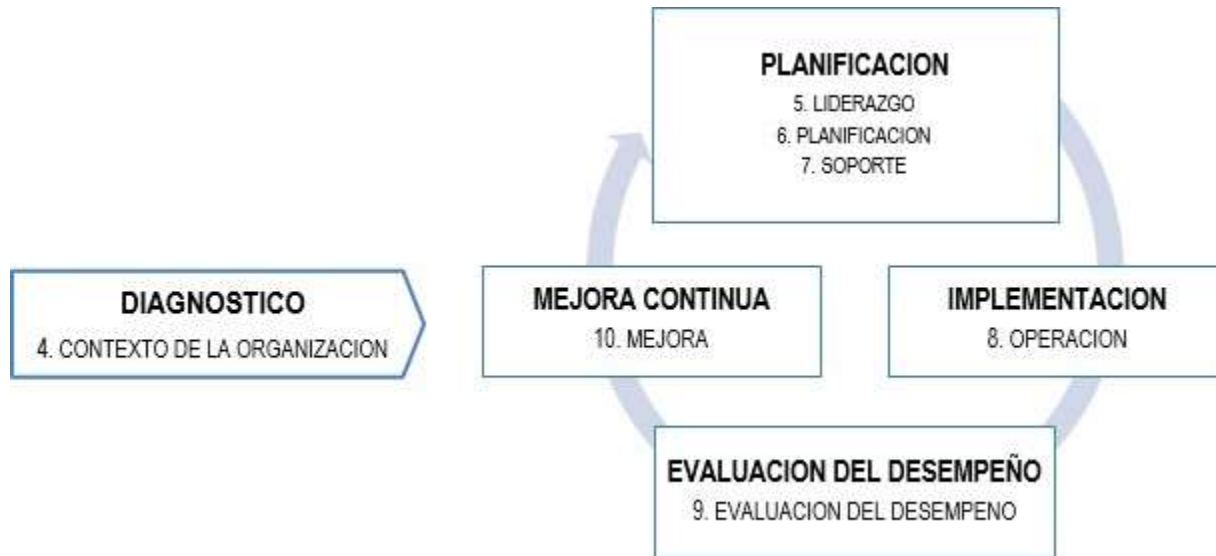 PLANIFICACION
5. LIDERAZGO
6. PLANIFICACION
7. SOPORTE
DIAGNOSTICO
4. CONTEXTO DE LA ORGANIZACION
MEJORA CONTINUA
10. MEJORA
IMPLEMENTACION
8. OPERACION
EVALUACION DEL DESEMPEÑO
9. EVALUACION DEL DESEMPENO